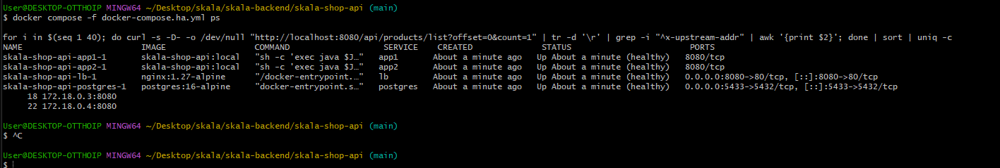 User@DESKTOP-OTTHOIP MINGW64 ~/Desktop/skala/skala-backend/skala-shop-api (main)
$ docker compose -f docker-compose.ha.yml ps
for i in $(seq 1 40); do curl -s -D- -o /dev/null "http://localhost:8080/api/products/list?offset=0&count=1" | tr -d '\r' | grep -i "^x-upstream-addr" | awk '{print $2}'; done | sort | uniq -c
NAME IMAGE COMMAND SERVICE CREATED STATUS PORTS
skala-shop-api-app1-1 skala-shop-api:local "sh -c 'exec java $J…" app1 About a minute ago Up About a minute (healthy) 8080/tcp
skala-shop-api-app2-1 skala-shop-api:local "sh -c 'exec java $J…" app2 About a minute ago Up About a minute (healthy) 8080/tcp
skala-shop-api-lb-1 nginx:1.27-alpine "/docker-entrypoint.…" lb About a minute ago Up About a minute (healthy) 0.0.0.0:8080->80/tcp, [::]:8080->80/tcp
skala-shop-api-postgres-1 postgres:16-alpine "docker-entrypoint.s…" postgres About a minute ago Up About a minute (healthy) 0.0.0.0:5433->5432/tcp, [::]:5433->5432/tcp
18 172.18.0.3:8080
22 172.18.0.4:8080
User@DESKTOP-OTTHOIP MINGW64 ~/Desktop/skala/skala-backend/skala-shop-api (main)
$ ^C
User@DESKTOP-OTTHOIP MINGW64 ~/Desktop/skala/skala-backend/skala-shop-api (main)
$